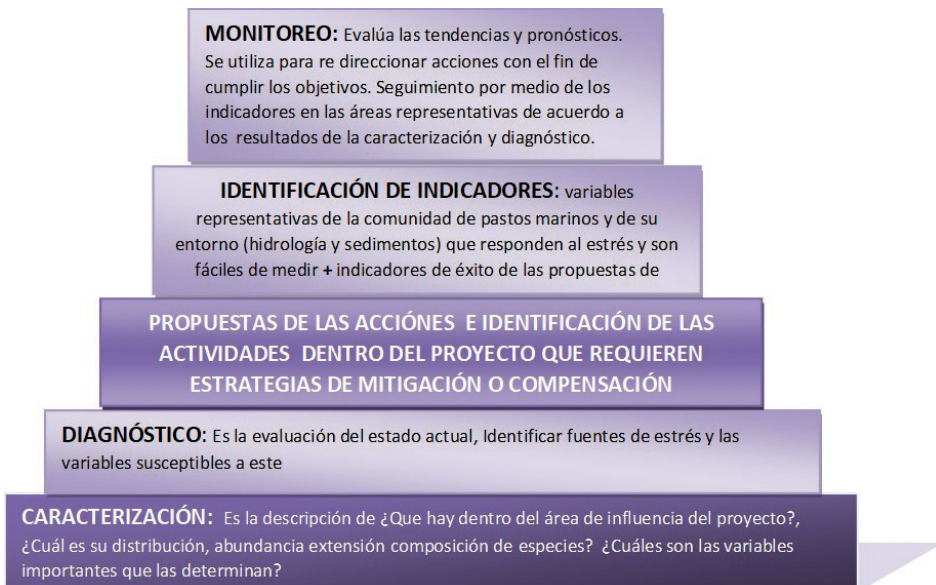 MONITOREO: Evalúa las tendencias y pronósticos.
Se utiliza para re direccionar acciones con el fin de
cumplir los objetivos. Seguimiento por medio de los
indicadores en las áreas representativas de acuerdo a
los resultados de la caracterización y diagnóstico.
IDENTIFICACIÓN DE INDICADORES: variables
representativas de la comunidad de pastos marinos y de su
entorno (hidrología y sedimentos) que responden al estrés y son
fáciles de medir + indicadores de éxito de las propuestas de
PROPUESTAS DE LAS ACCIÓNES E IDENTIFICACIÓN DE LAS
ACTIVIDADES DENTRO DEL PROYECTO QUE REQUIEREN
ESTRATEGIAS DE MITIGACIÓN O COMPENSACIÓN
DIAGNÓSTICO: Es la evaluación del estado actual, Identificar fuentes de estrés y las
variables susceptibles a este
CARACTERIZACIÓN: Es la descripción de ¿Que hay dentro del área de influencia del proyecto?,
¿Cuál es su distribución, abundancia extensión composición de especies? ¿Cuáles son las variables
importantes que las determinan?